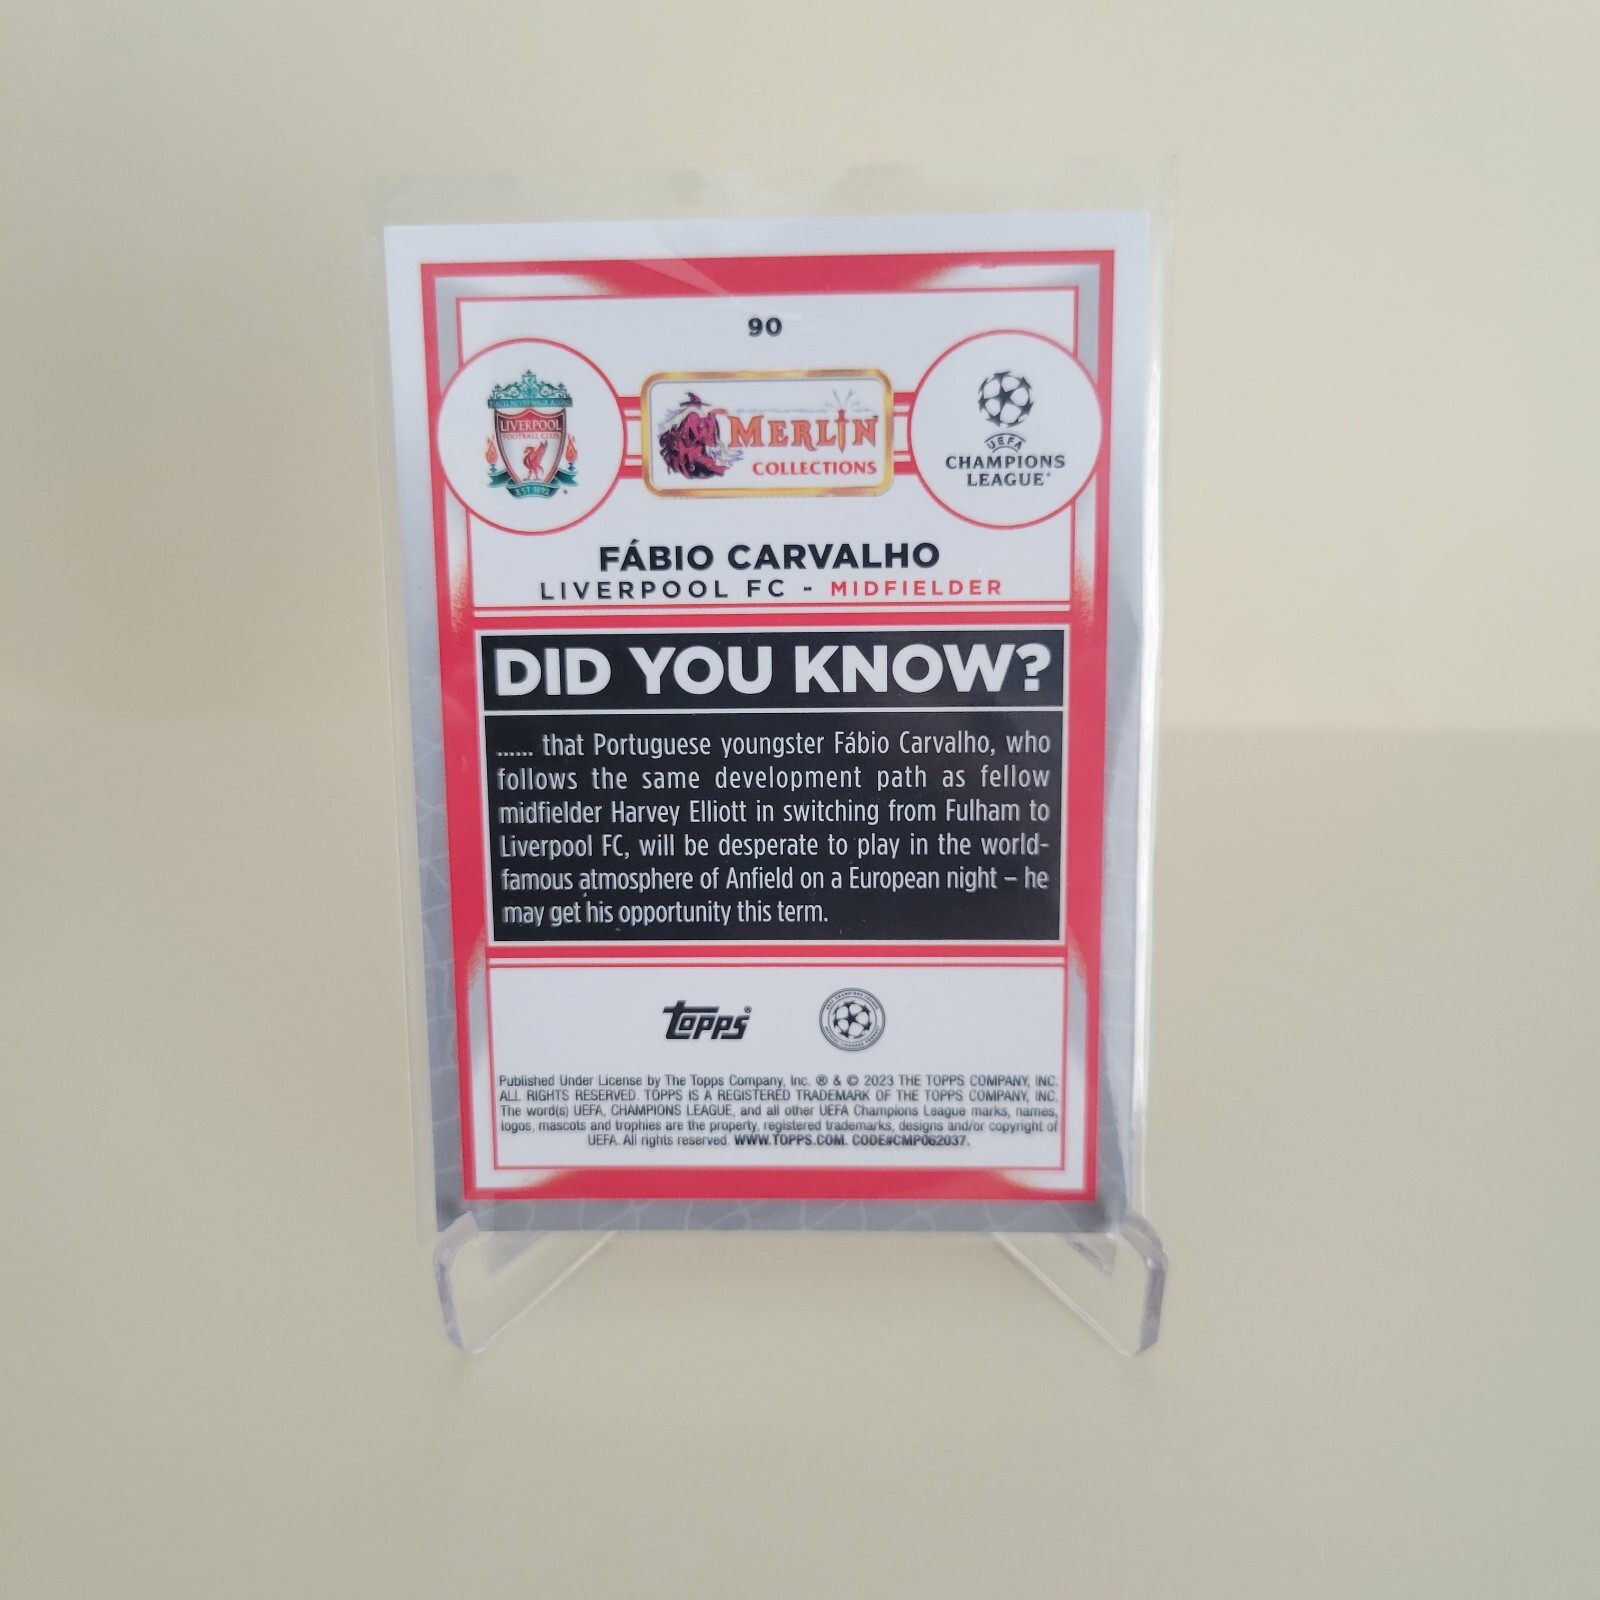 90
LIVERPOOL
FOOTBALL CLUB
EST 1892
MERLIN
COLLECTIONS
UEFA
CHAMPIONS
LEAGUE®
FÁBIO CARVALHO
LIVERPOOL FC - MIDFIELDER
DID YOU KNOW?
...... that Portuguese youngster Fábio Carvalho, who
follows the same development path as fellow
midfielder Harvey Elliott in switching from Fulham to
Liverpool FC, will be desperate to play in the world-
famous atmosphere of Anfield on a European night – he
may get his opportunity this term.
topps®
Published Under License by The Topps Company, Inc. ® & © 2023 THE TOPPS COMPANY, INC.
ALL RIGHTS RESERVED. TOPPS IS A REGISTERED TRADEMARK OF THE TOPPS COMPANY, INC.
The word(s) UEFA, CHAMPIONS LEAGUE, and all other UEFA Champions League marks, names,
logos, mascots and trophies are the property, registered trademarks, designs and/or copyright of
UEFA. All rights reserved. WWW.TOPPS.COM. CODE#CMP062037.